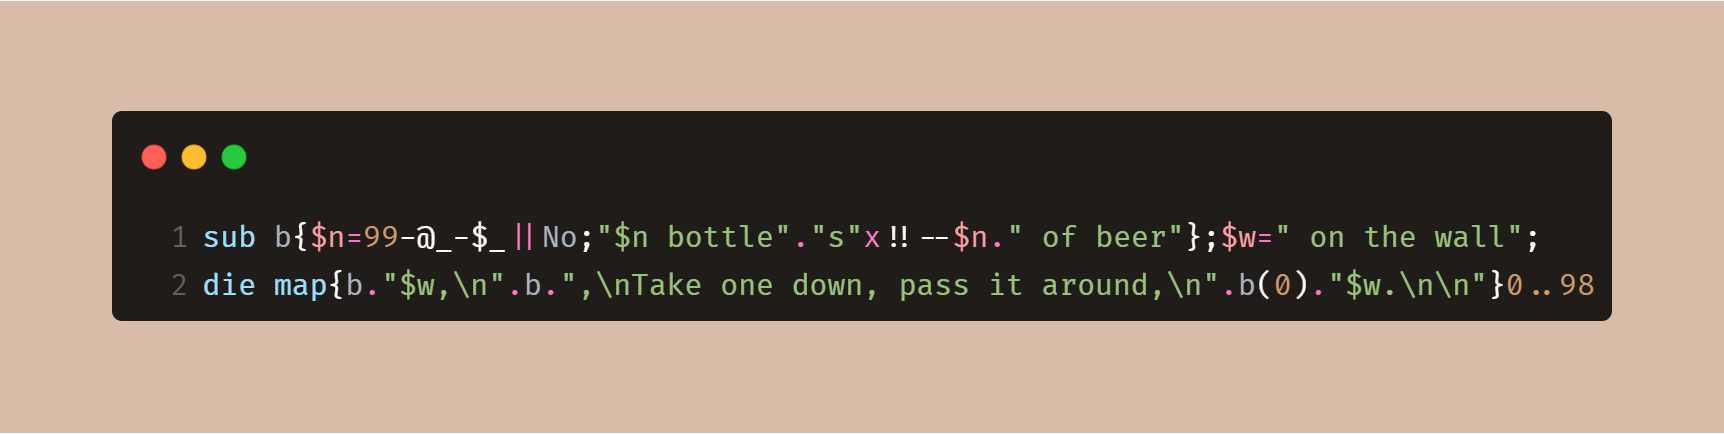 1 sub b{$n=99-@_-$_||No;"$n bottle"."s"x!!--$n." of beer"};$w=" on the wall";
2 die map{b."$w,\n".b.",\nTake one down, pass it around,\n".b(0)."$w.\n\n"}0..98